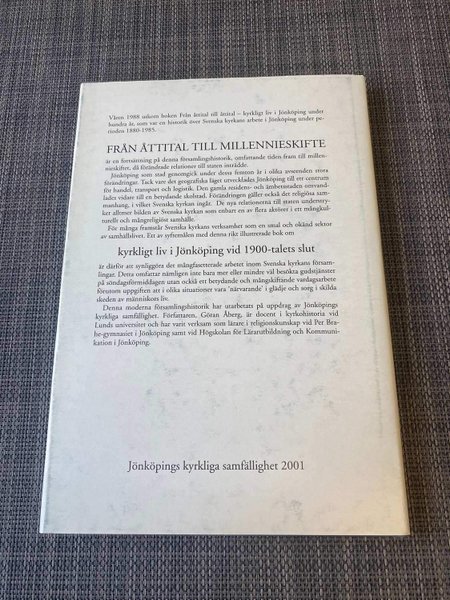 Våren 1988 utkom boken Från åttital till åttital – kyrkligt liv i Jönköping under
hundra år, som var en historik över Svenska kyrkans arbete i Jönköping under pe-
rioden 1880-1985.
FRÅN ÅTTITAL TILL MILLENNIESKIFTE
är en fortsättning på denna församlingshistorik, omfattande tiden fram till millen-
nieskiftet, då förändrade relationer till staten inträdde.
Jönköping som stad genomgick under dessa femton år i olika avseenden stora
förändringar. Tack vare det geografiska läget utvecklades Jönköping till ett centrum
för handel, transport och logistik. Den gamla residens- och ämbetsstaden omvand-
lades vidare till en betydande skolstad. Förändringen gäller också det religiösa sam-
manhang, i vilket Svenska kyrkan ingår. De nya relationerna till staten understry-
ker alltmer bilden av Svenska kyrkan som enbart en av flera aktörer i ett mångkul-
turellt och mångreligiöst samhälle.
För många framstår Svenska kyrkans verksamhet som en smal och okänd sektor
av samhällslivet. Ett av syftemålen med denna rikt illustrerade bok om
kyrkligt liv i Jönköping vid 1900-talets slut
är därför att synliggöra det mångfasetterade arbetet inom Svenska kyrkans försam-
lingar. Detta omfattar nämligen inte bara mer eller mindre väl besökta gudstjänster
på söndagsförmiddagen utan också ett betydande och mångskiftande vardagsarbete
förutom uppgiften att i olika situationer vara 'närvarande' i glädje och sorg i skilda
skeden av människors liv.
Denna moderna församlingshistorik har utarbetats på uppdrag av Jönköpings
kyrkliga samfällighet. Författaren, Göran Åberg, är docent i kyrkohistoria vid
Lunds universitet och har varit verksam som lärare i religionskunskap vid Per Bra-
he-gymnasiet i Jönköping samt vid Högskolan för Lärarutbildning och Kommuni-
kation i Jönköping.
Jönköpings kyrkliga samfällighet 2001